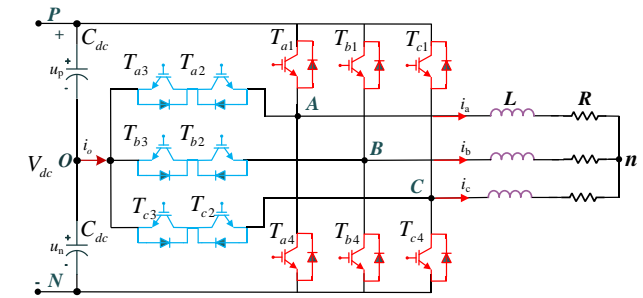 P
+
C_dc
T_a1
T_b1
T_c1
T_a3
T_a2
u_p
+
-
A
i_a
L
R
T_b3
T_b2
i_o
V_dc
O
B
i_b
n
T_c3
T_c2
C
i_c
C_dc
u_n
+
-
T_a4
T_b4
T_c4
-
N